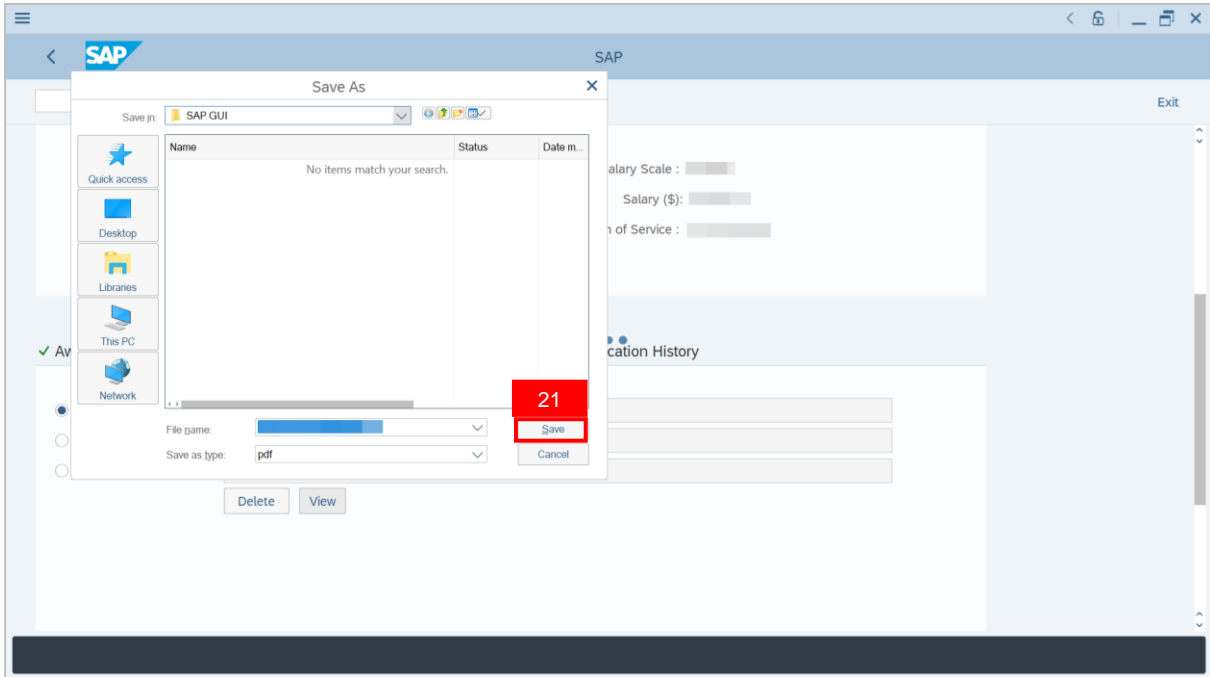 SAP
SAP
Save As
Exit
Save in:
SAP GUI
Name
Status
Date m...
No items match your search.
Quick access
Desktop
Libraries
This PC
Network
alary Scale :
Salary ($):
n of Service :
Aw
cation History
21
File name:
Save
Save as type:
pdf
Cancel
Delete
View